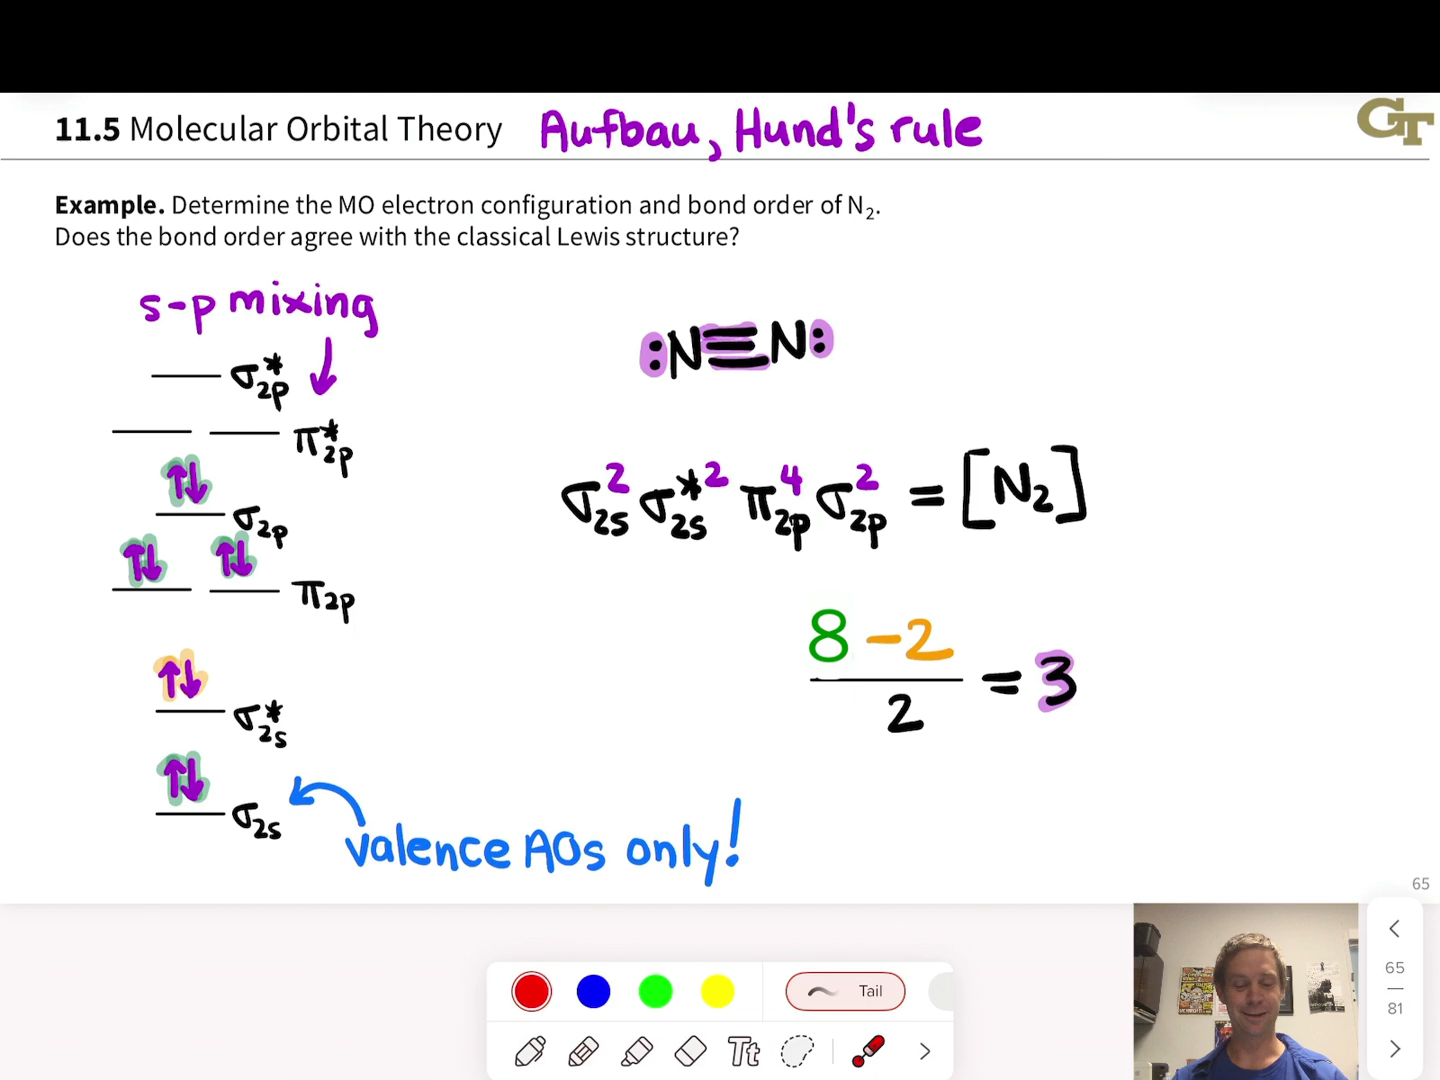 11.5 Molecular Orbital Theory Aufbau, Hund's rule
GT
Example. Determine the MO electron configuration and bond order of N₂.
Does the bond order agree with the classical Lewis structure?
s-p mixing
σ*₂p
π*₂p
σ₂p
π₂p
σ*₂s
σ₂s
valence AOs only!
:N≡N:
σ₂s² σ*₂s² π₂p⁴ σ₂p² = [N₂]
8 - 2
2
= 3
65
Tail
Tt
65
81